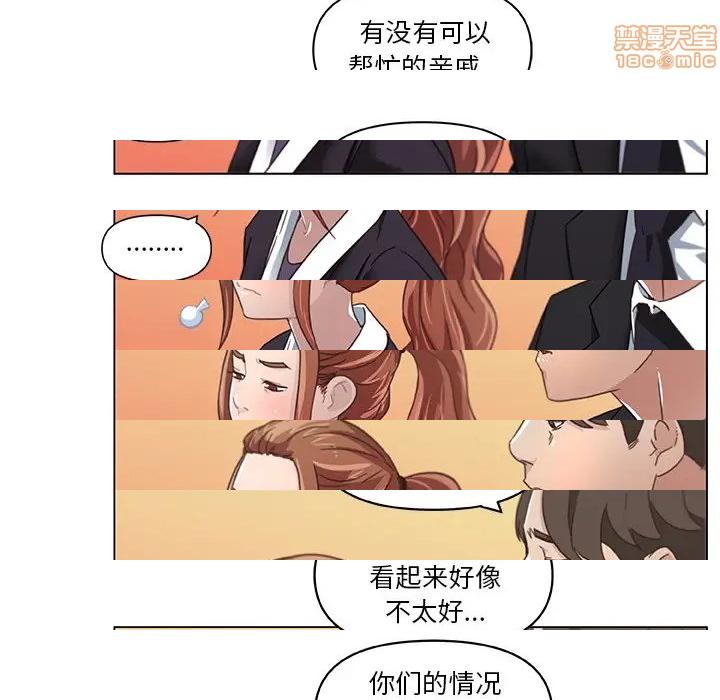 有没有可以
帮忙的亲戚
禁漫天堂
18comic
........
看起来好像
不太好...
你们的情况